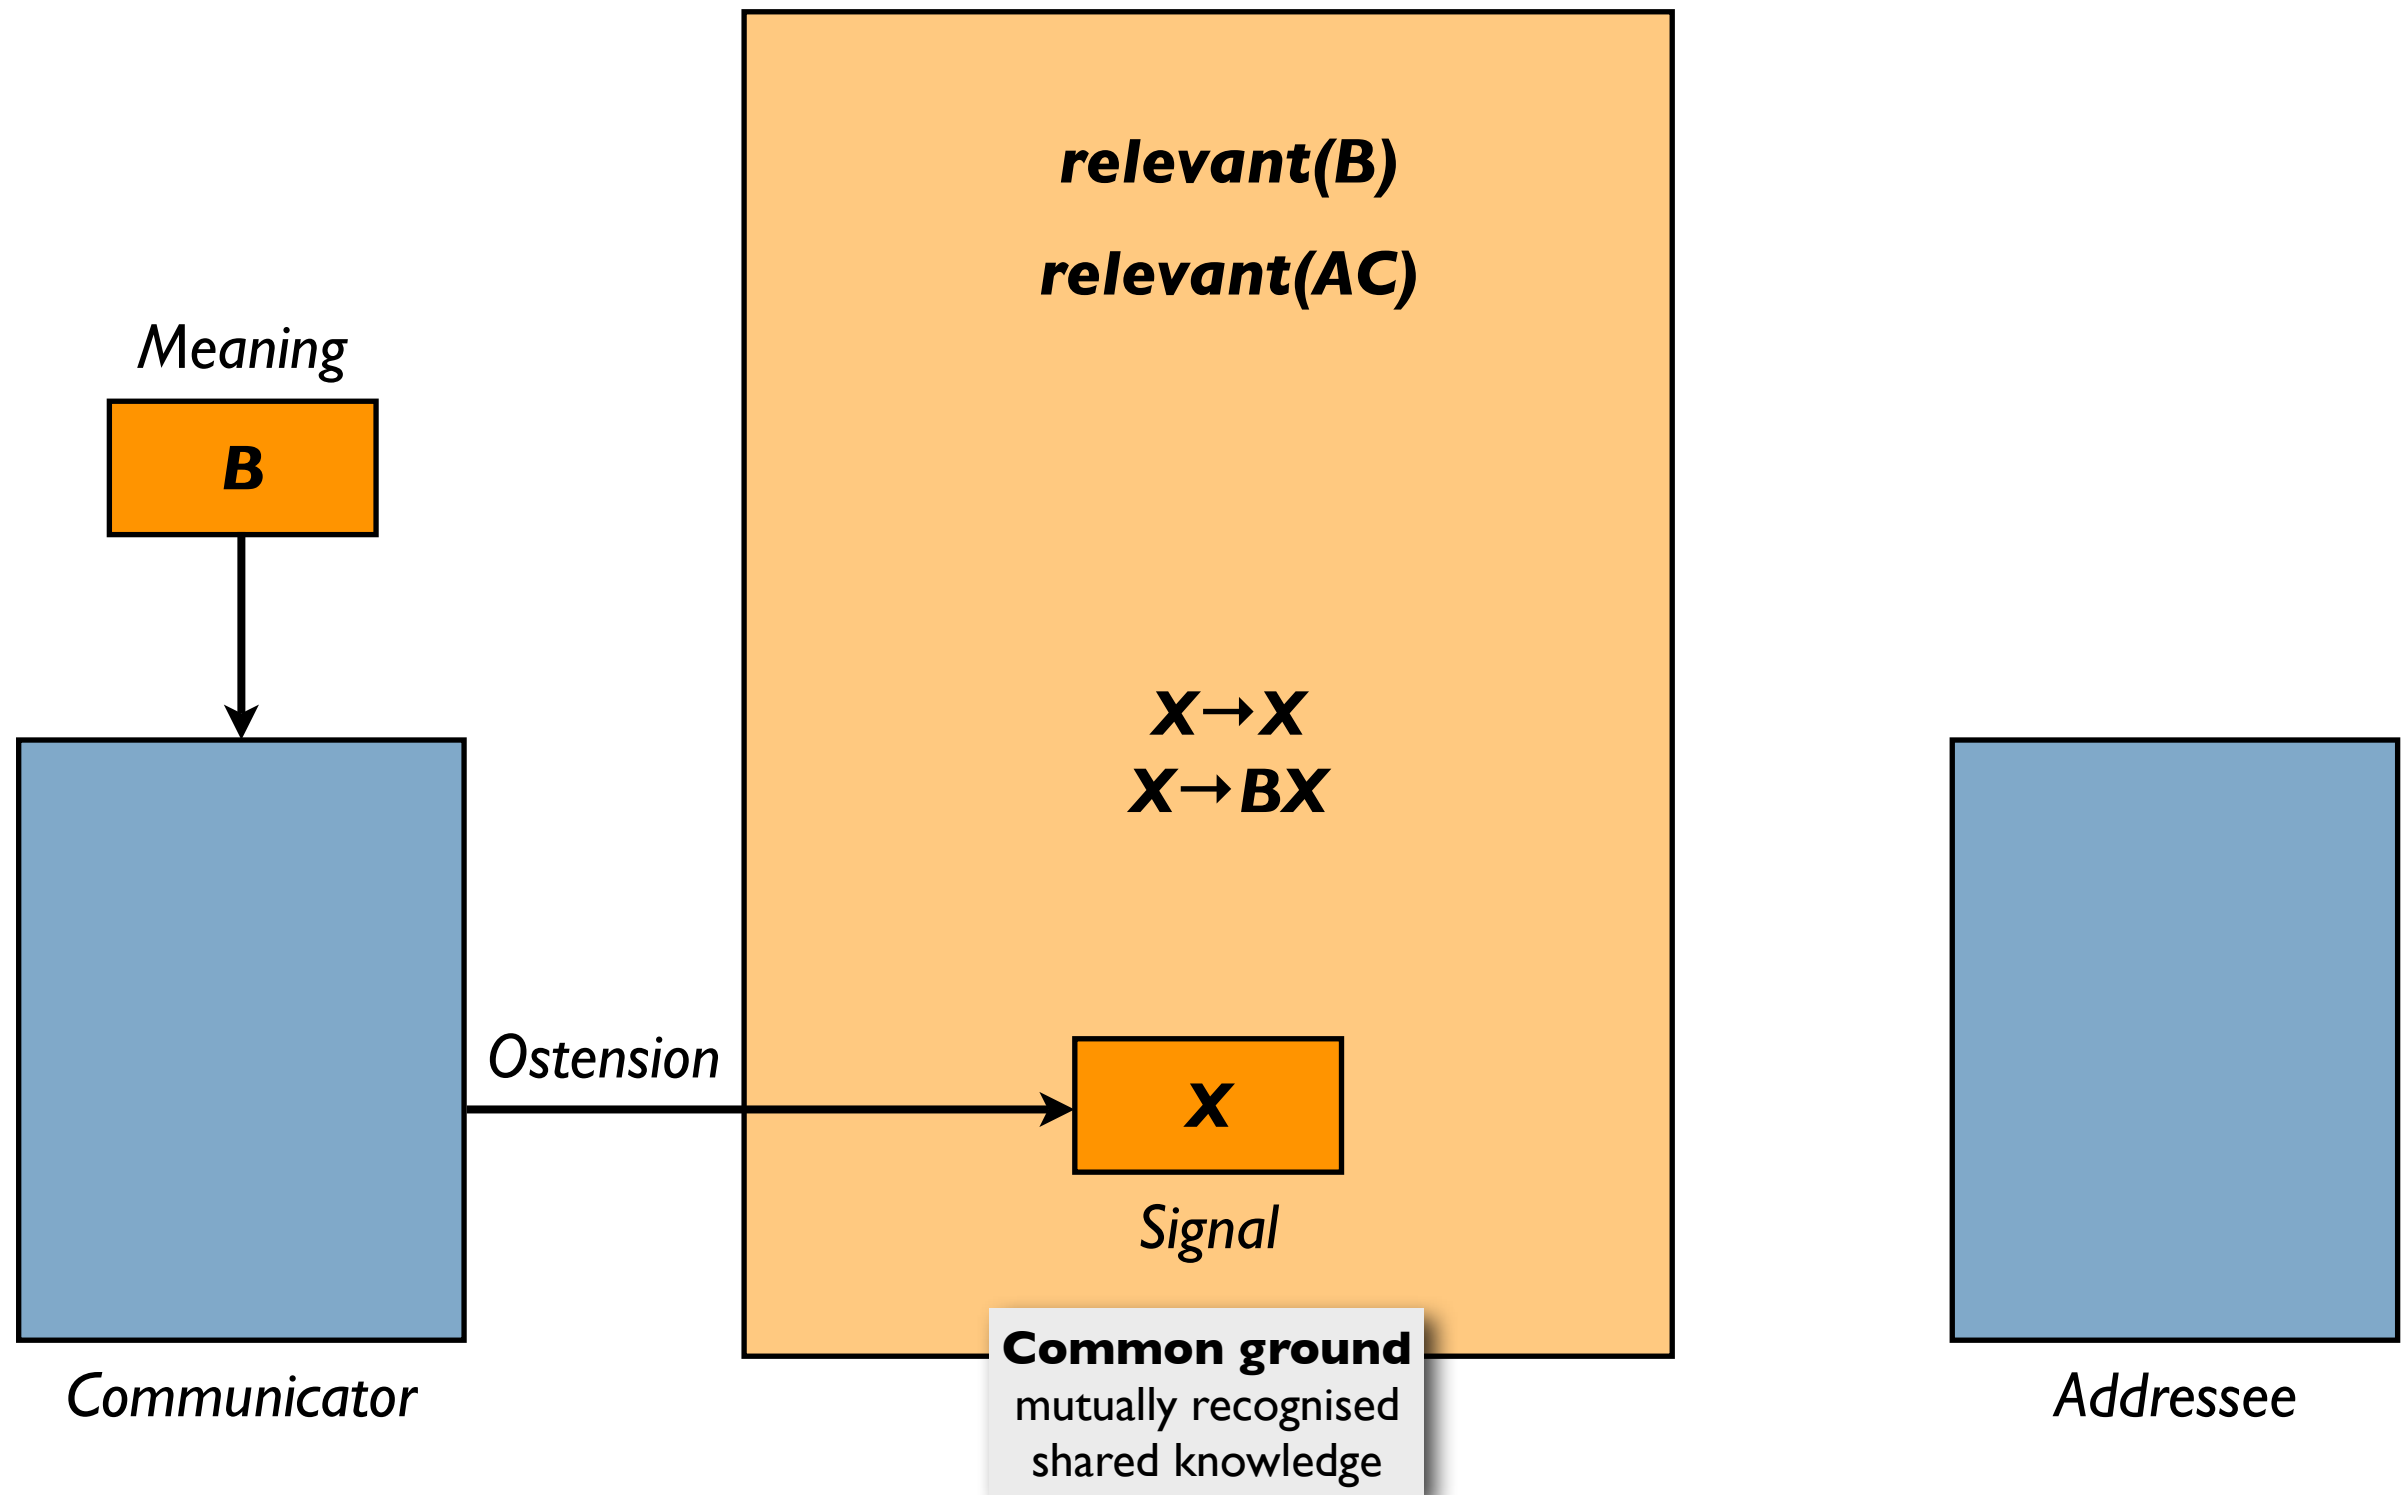 relevant(B)
relevant(AC)
Meaning
B
X→X
X→BX
Ostension
X
Signal
Common ground
mutually recognised
shared knowledge
Communicator
Addressee